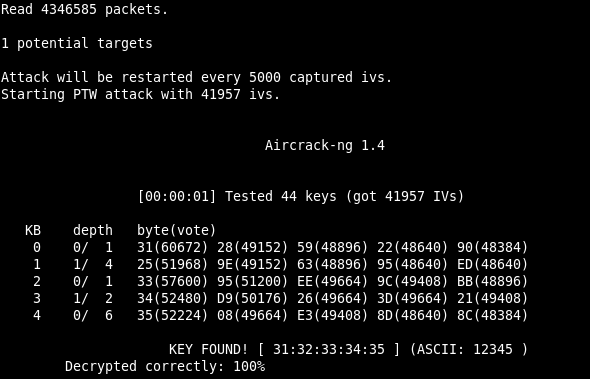 Read 4346585 packets.
1 potential targets
Attack will be restarted every 5000 captured ivs.
Starting PTW attack with 41957 ivs.
Aircrack-ng 1.4
[00:00:01] Tested 44 keys (got 41957 IVs)
KB depth byte(vote)
0 0/ 1 31(60672) 28(49152) 59(48896) 22(48640) 90(48384)
1 1/ 4 25(51968) 9E(49152) 63(48896) 95(48640) ED(48640)
2 0/ 1 33(57600) 95(51200) EE(49664) 9C(49408) BB(48896)
3 1/ 2 34(52480) D9(50176) 26(49664) 3D(49664) 21(49408)
4 0/ 6 35(52224) 08(49664) E3(49408) 8D(48640) 8C(48384)
KEY FOUND! [ 31:32:33:34:35 ] (ASCII: 12345 )
Decrypted correctly: 100%